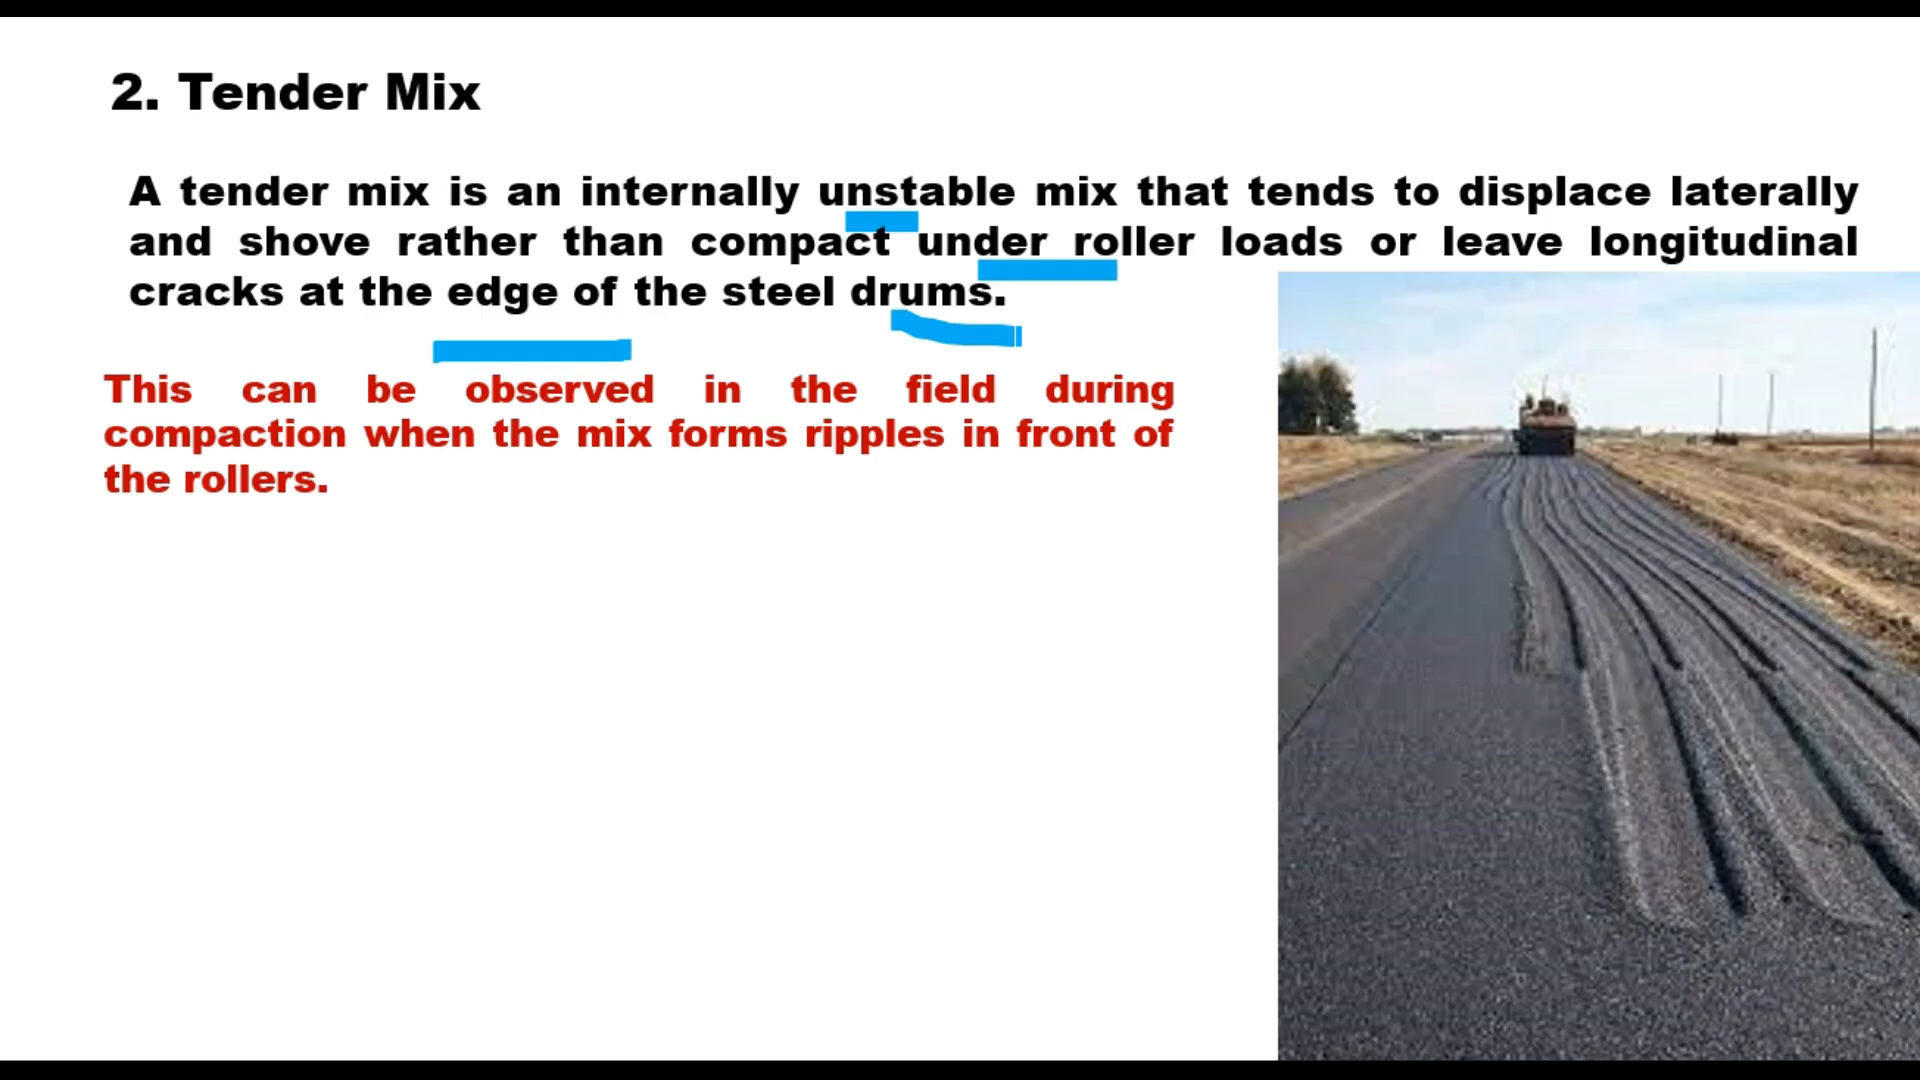 2. Tender Mix
A tender mix is an internally unstable mix that tends to displace laterally
and shove rather than compact under roller loads or leave longitudinal
cracks at the edge of the steel drums.
This can be observed in the field during
compaction when the mix forms ripples in front of
the rollers.